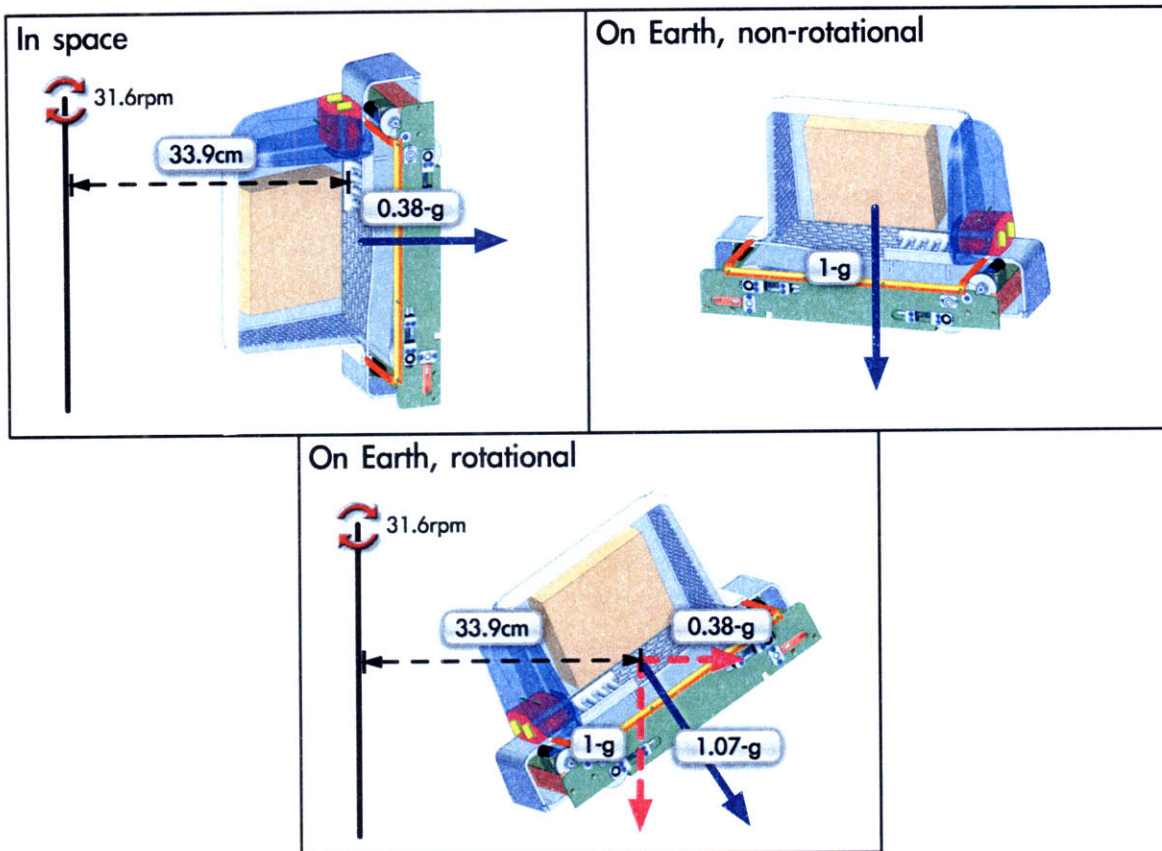 In space
31.6rpm
33.9cm
0.38-g
On Earth, non-rotational
1-g
On Earth, rotational
31.6rpm
33.9cm
0.38-g
1-g
1.07-g